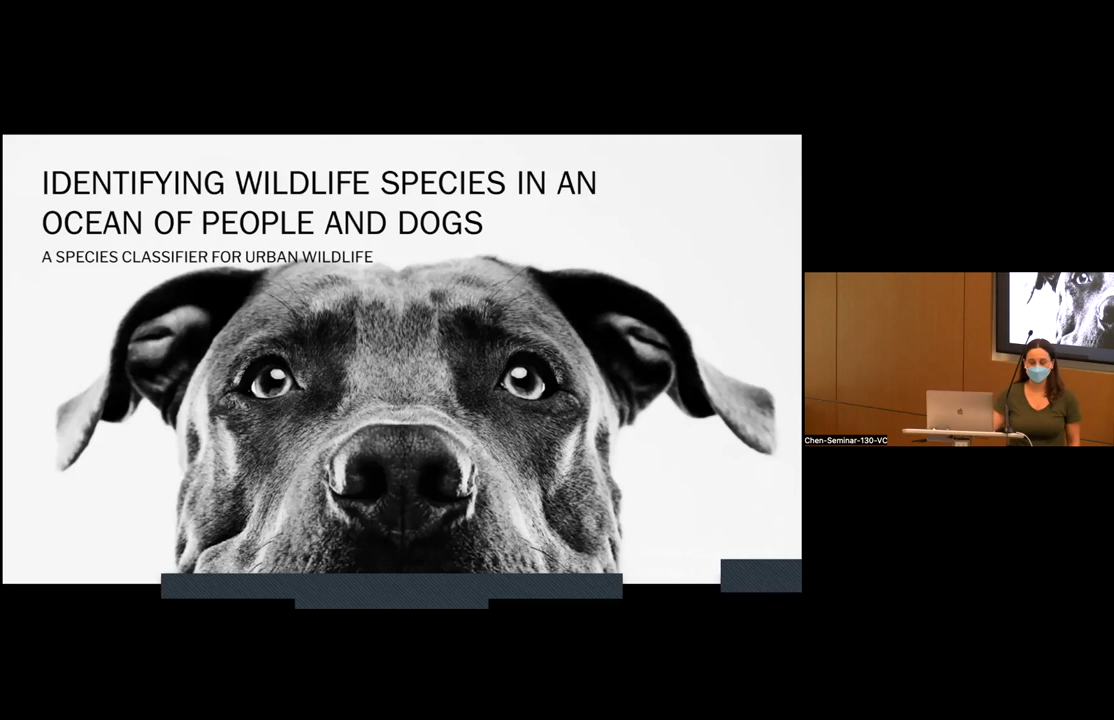 IDENTIFYING WILDLIFE SPECIES IN AN
OCEAN OF PEOPLE AND DOGS
A SPECIES CLASSIFIER FOR URBAN WILDLIFE
Chen-Seminar-130-VC